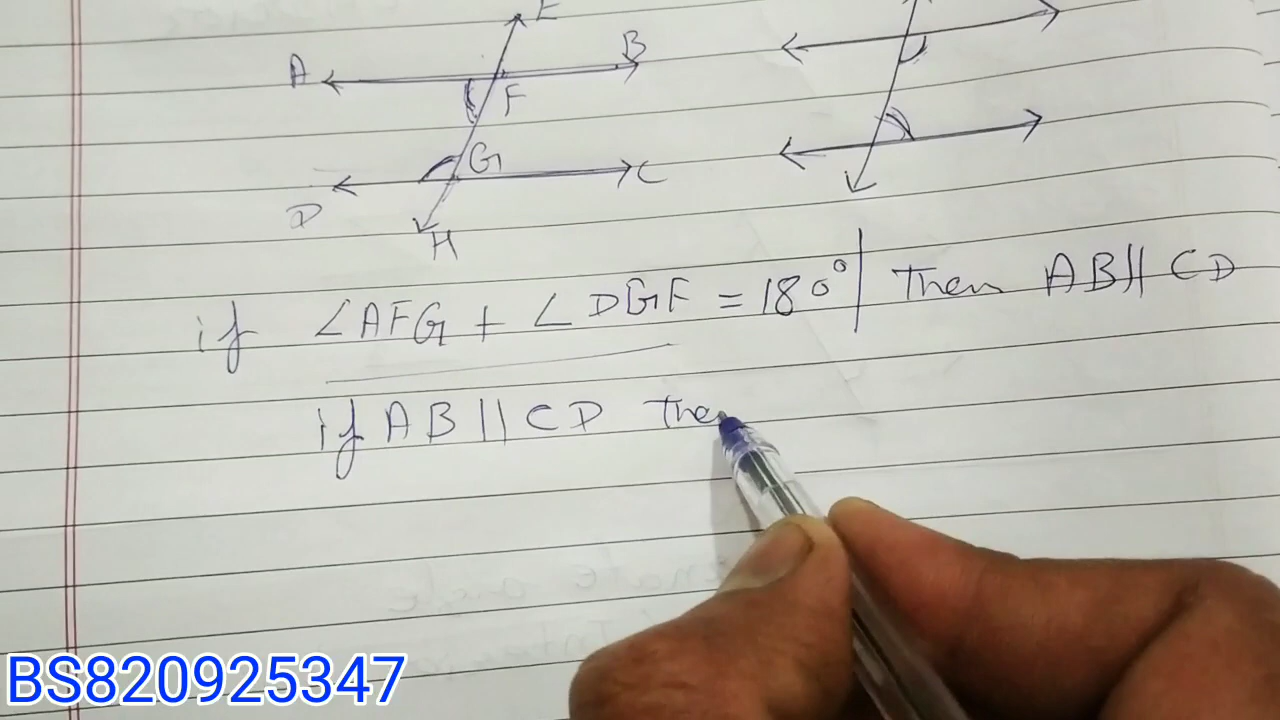 E
A B
F
G C
D
H
if ∠AFG + ∠DGF = 180° | Then AB || CD
if AB || CD The
BS820925347